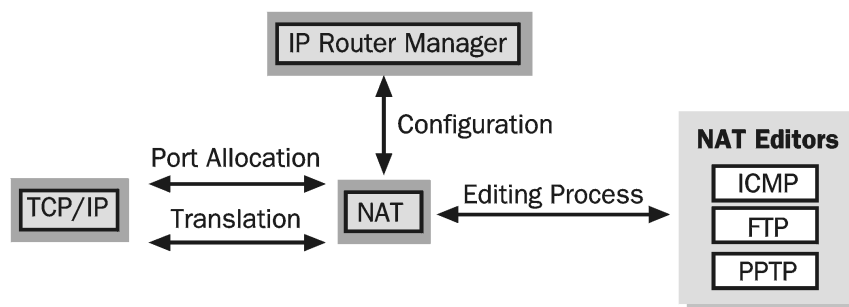 IP Router Manager
Configuration
Port Allocation
TCP/IP
Translation
NAT
Editing Process
NAT Editors
ICMP
FTP
PPTP